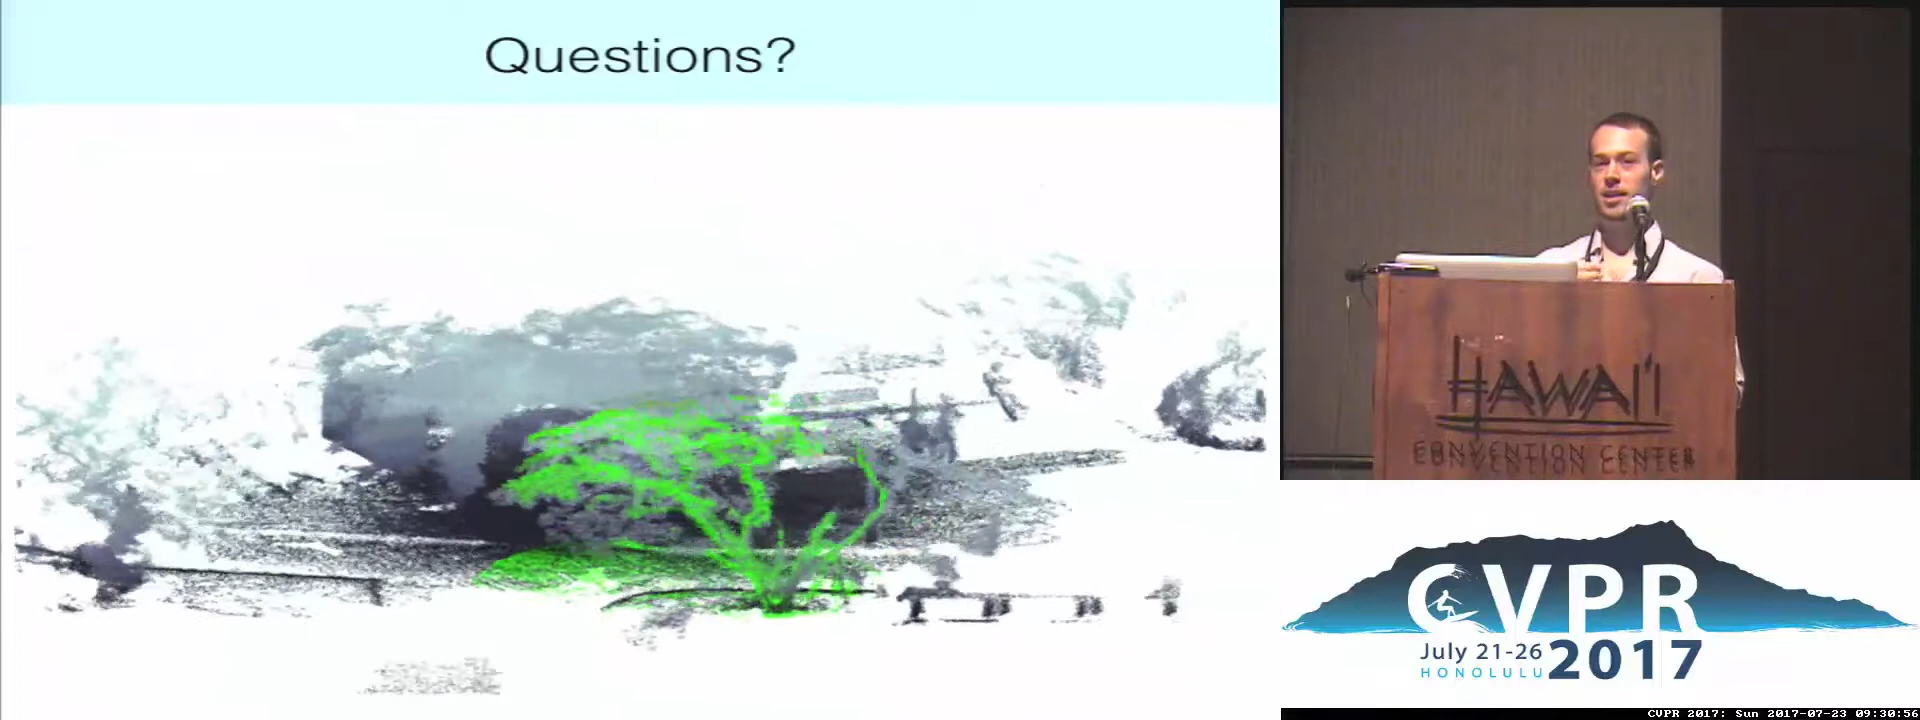 Questions?
HAWAI'I
CONVENTION CENTER
CVPR
July 21-26
HONOLULU
2017
CVPR 2017: Sun 2017-07-23 09:30:56